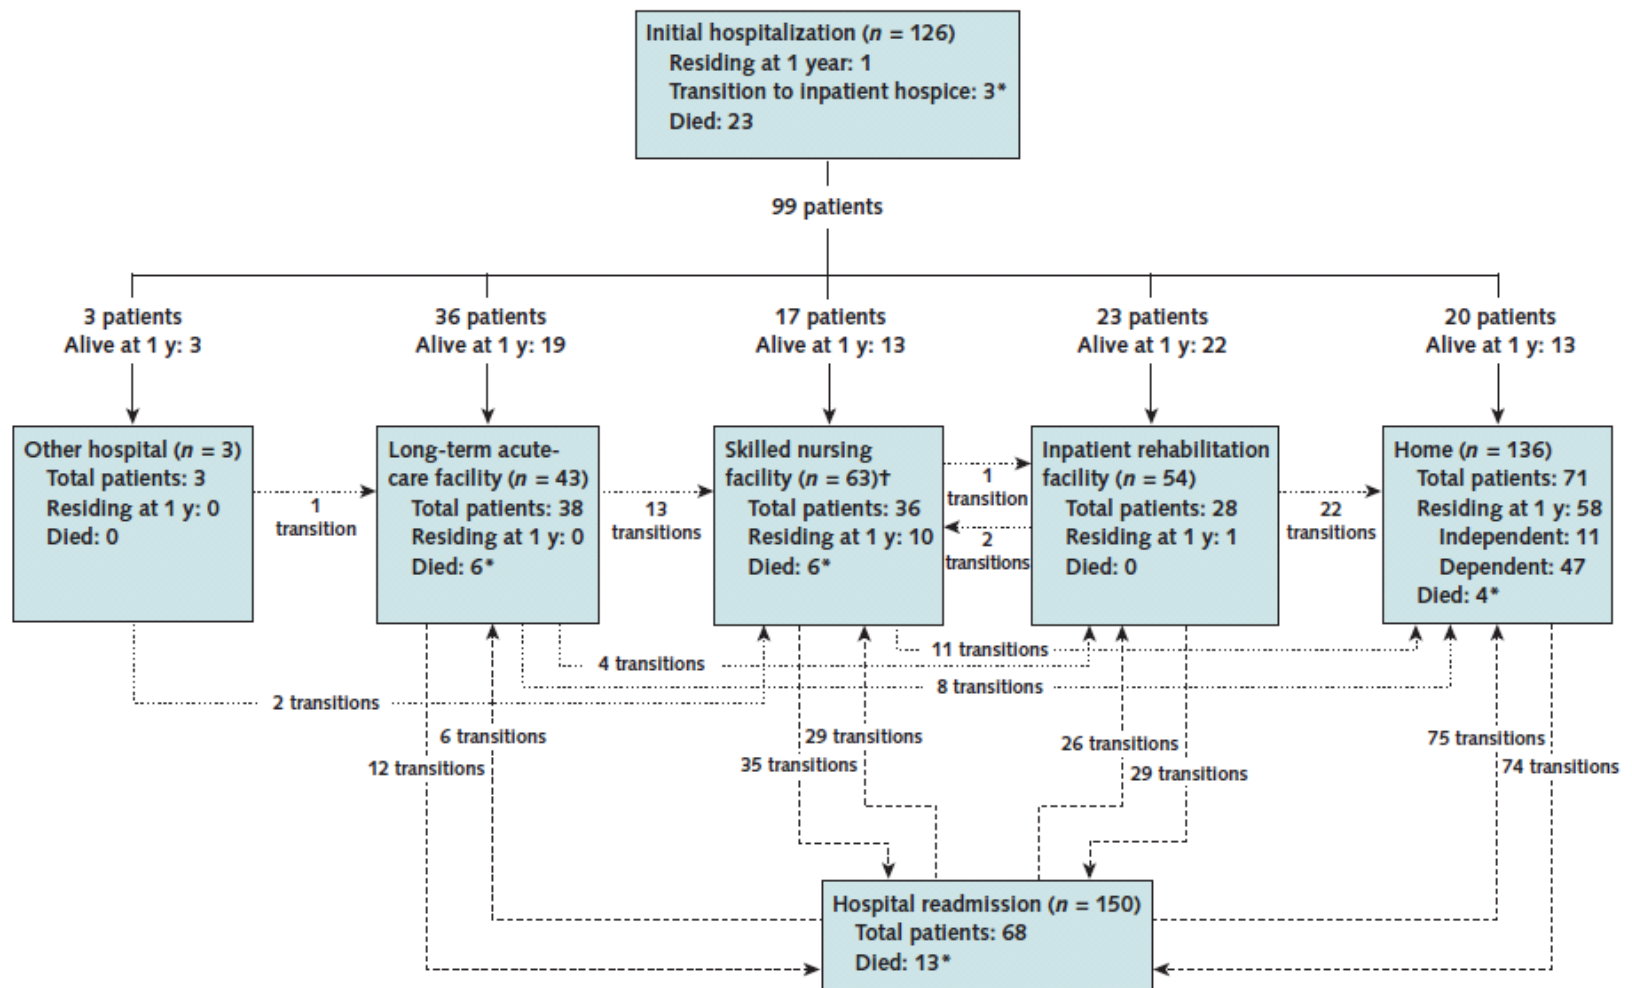 Initial hospitalization (n = 126)
Residing at 1 year: 1
Transition to inpatient hospice: 3*
Died: 23
99 patients
3 patients
Alive at 1 y: 3
36 patients
Alive at 1 y: 19
17 patients
Alive at 1 y: 13
23 patients
Alive at 1 y: 22
20 patients
Alive at 1 y: 13
Other hospital (n = 3)
Total patients: 3
Residing at 1 y: 0
Died: 0
1
transition
Long-term acute-
care facility (n = 43)
Total patients: 38
Residing at 1 y: 0
Died: 6*
13
transitions
Skilled nursing
facility (n = 63)†
Total patients: 36
Residing at 1 y: 10
Died: 6*
1
transition
2
transitions
Inpatient rehabilitation
facility (n = 54)
Total patients: 28
Residing at 1 y: 1
Died: 0
22
transitions
Home (n = 136)
Total patients: 71
Residing at 1 y: 58
Independent: 11
Dependent: 47
Died: 4*
11 transitions
4 transitions
8 transitions
2 transitions
6 transitions
12 transitions
29 transitions
35 transitions
26 transitions
29 transitions
75 transitions
74 transitions
Hospital readmission (n = 150)
Total patients: 68
Died: 13*